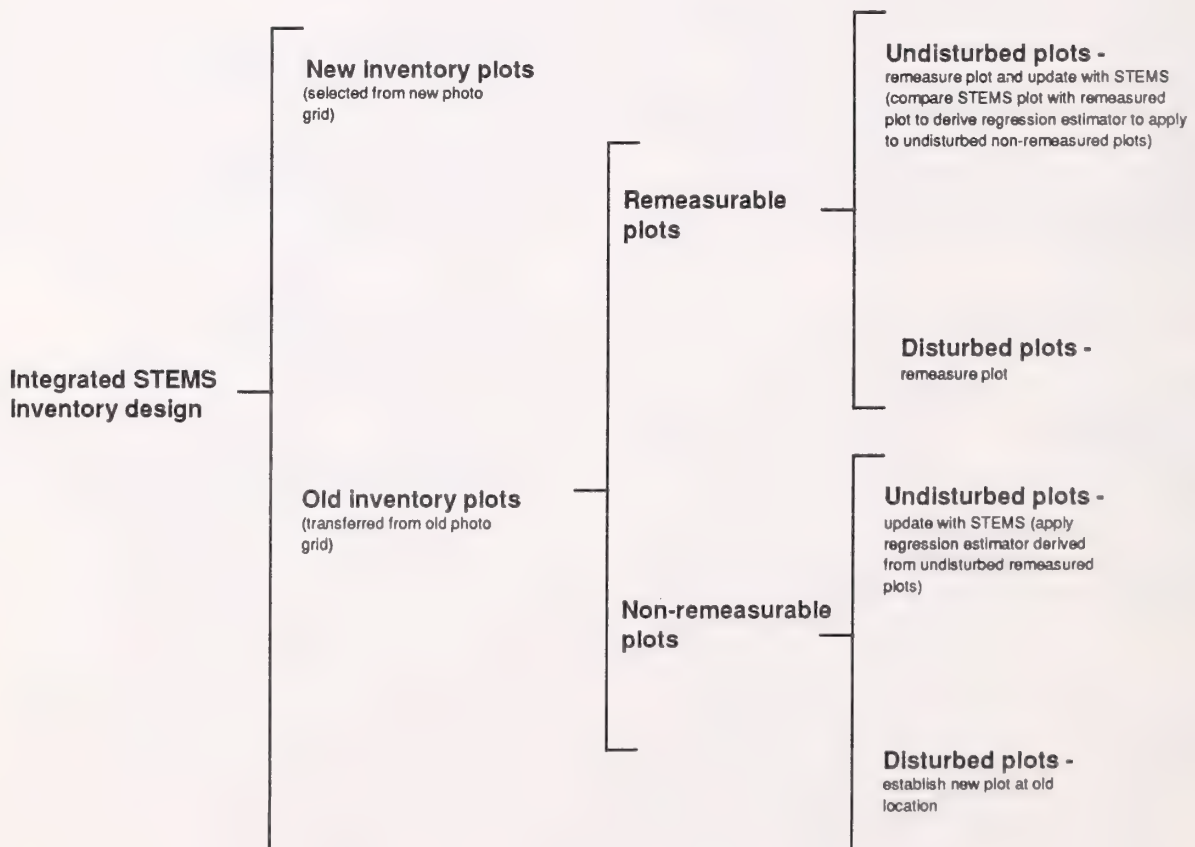 Integrated STEMS
Inventory design
New inventory plots
(selected from new photo
grid)
Old inventory plots
(transferred from old photo
grid)
Remeasurable
plots
Non-remeasurable
plots
Undisturbed plots -
remeasure plot and update with STEMS
(compare STEMS plot with remeasured
plot to derive regression estimator to apply
to undisturbed non-remeasured plots)
Disturbed plots -
remeasure plot
Undisturbed plots -
update with STEMS (apply
regression estimator derived
from undisturbed remeasured
plots)
Disturbed plots -
establish new plot at old
location